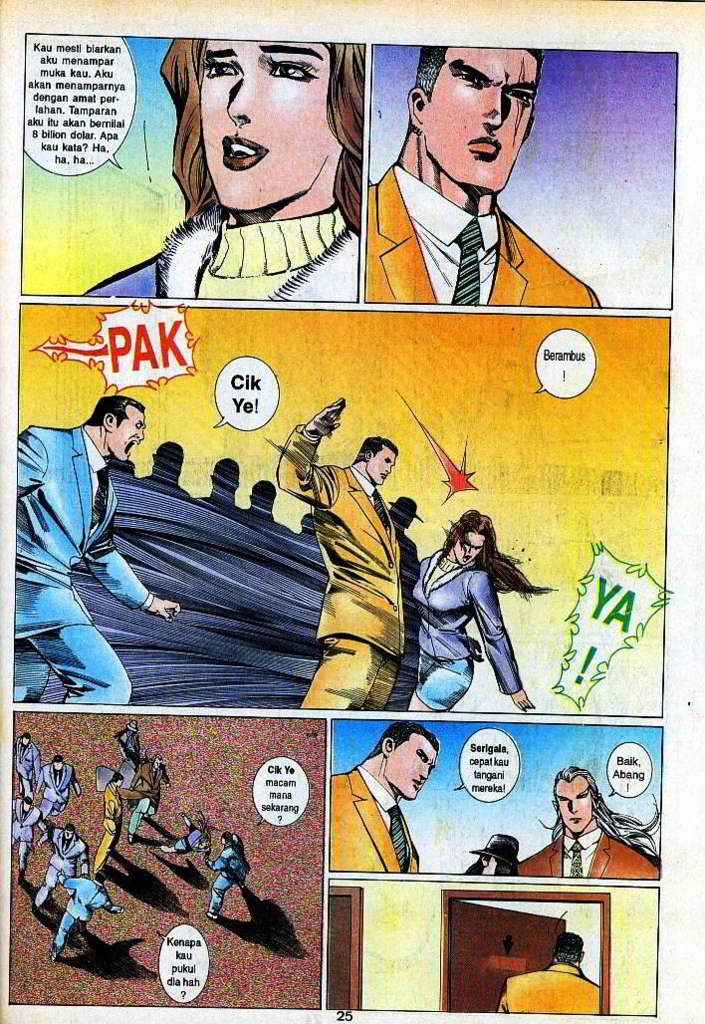 Kau mesti biarkan
aku menampar
muka kau. Aku
akan menamparnya
dengan amat per-
lahan. Tamparan
aku itu akan bernilai
8 bilion dolar. Apa
kau kata? Ha,
ha, ha...
PAK
Cik
Ye!
Berambus
!
YA
!
Cik Ye
macam
mana
sekarang
?
Kenapa
kau
pukul
dia hah
?
Serigala,
cepat kau
tangani
mereka!
Baik,
Abang
!
25